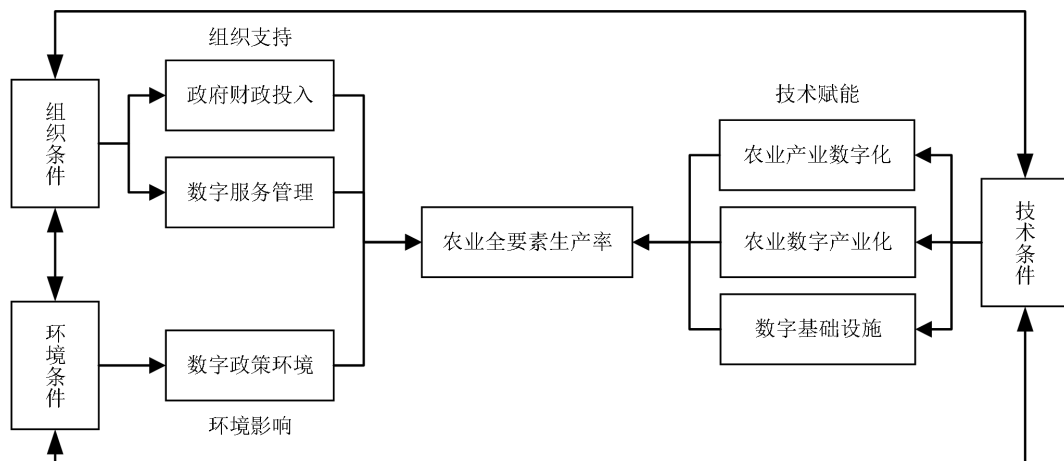 组织支持
组织条件
政府财政投入
数字服务管理
环境条件
数字政策环境
环境影响
农业全要素生产率
技术赋能
农业产业数字化
农业数字产业化
数字基础设施
技术条件